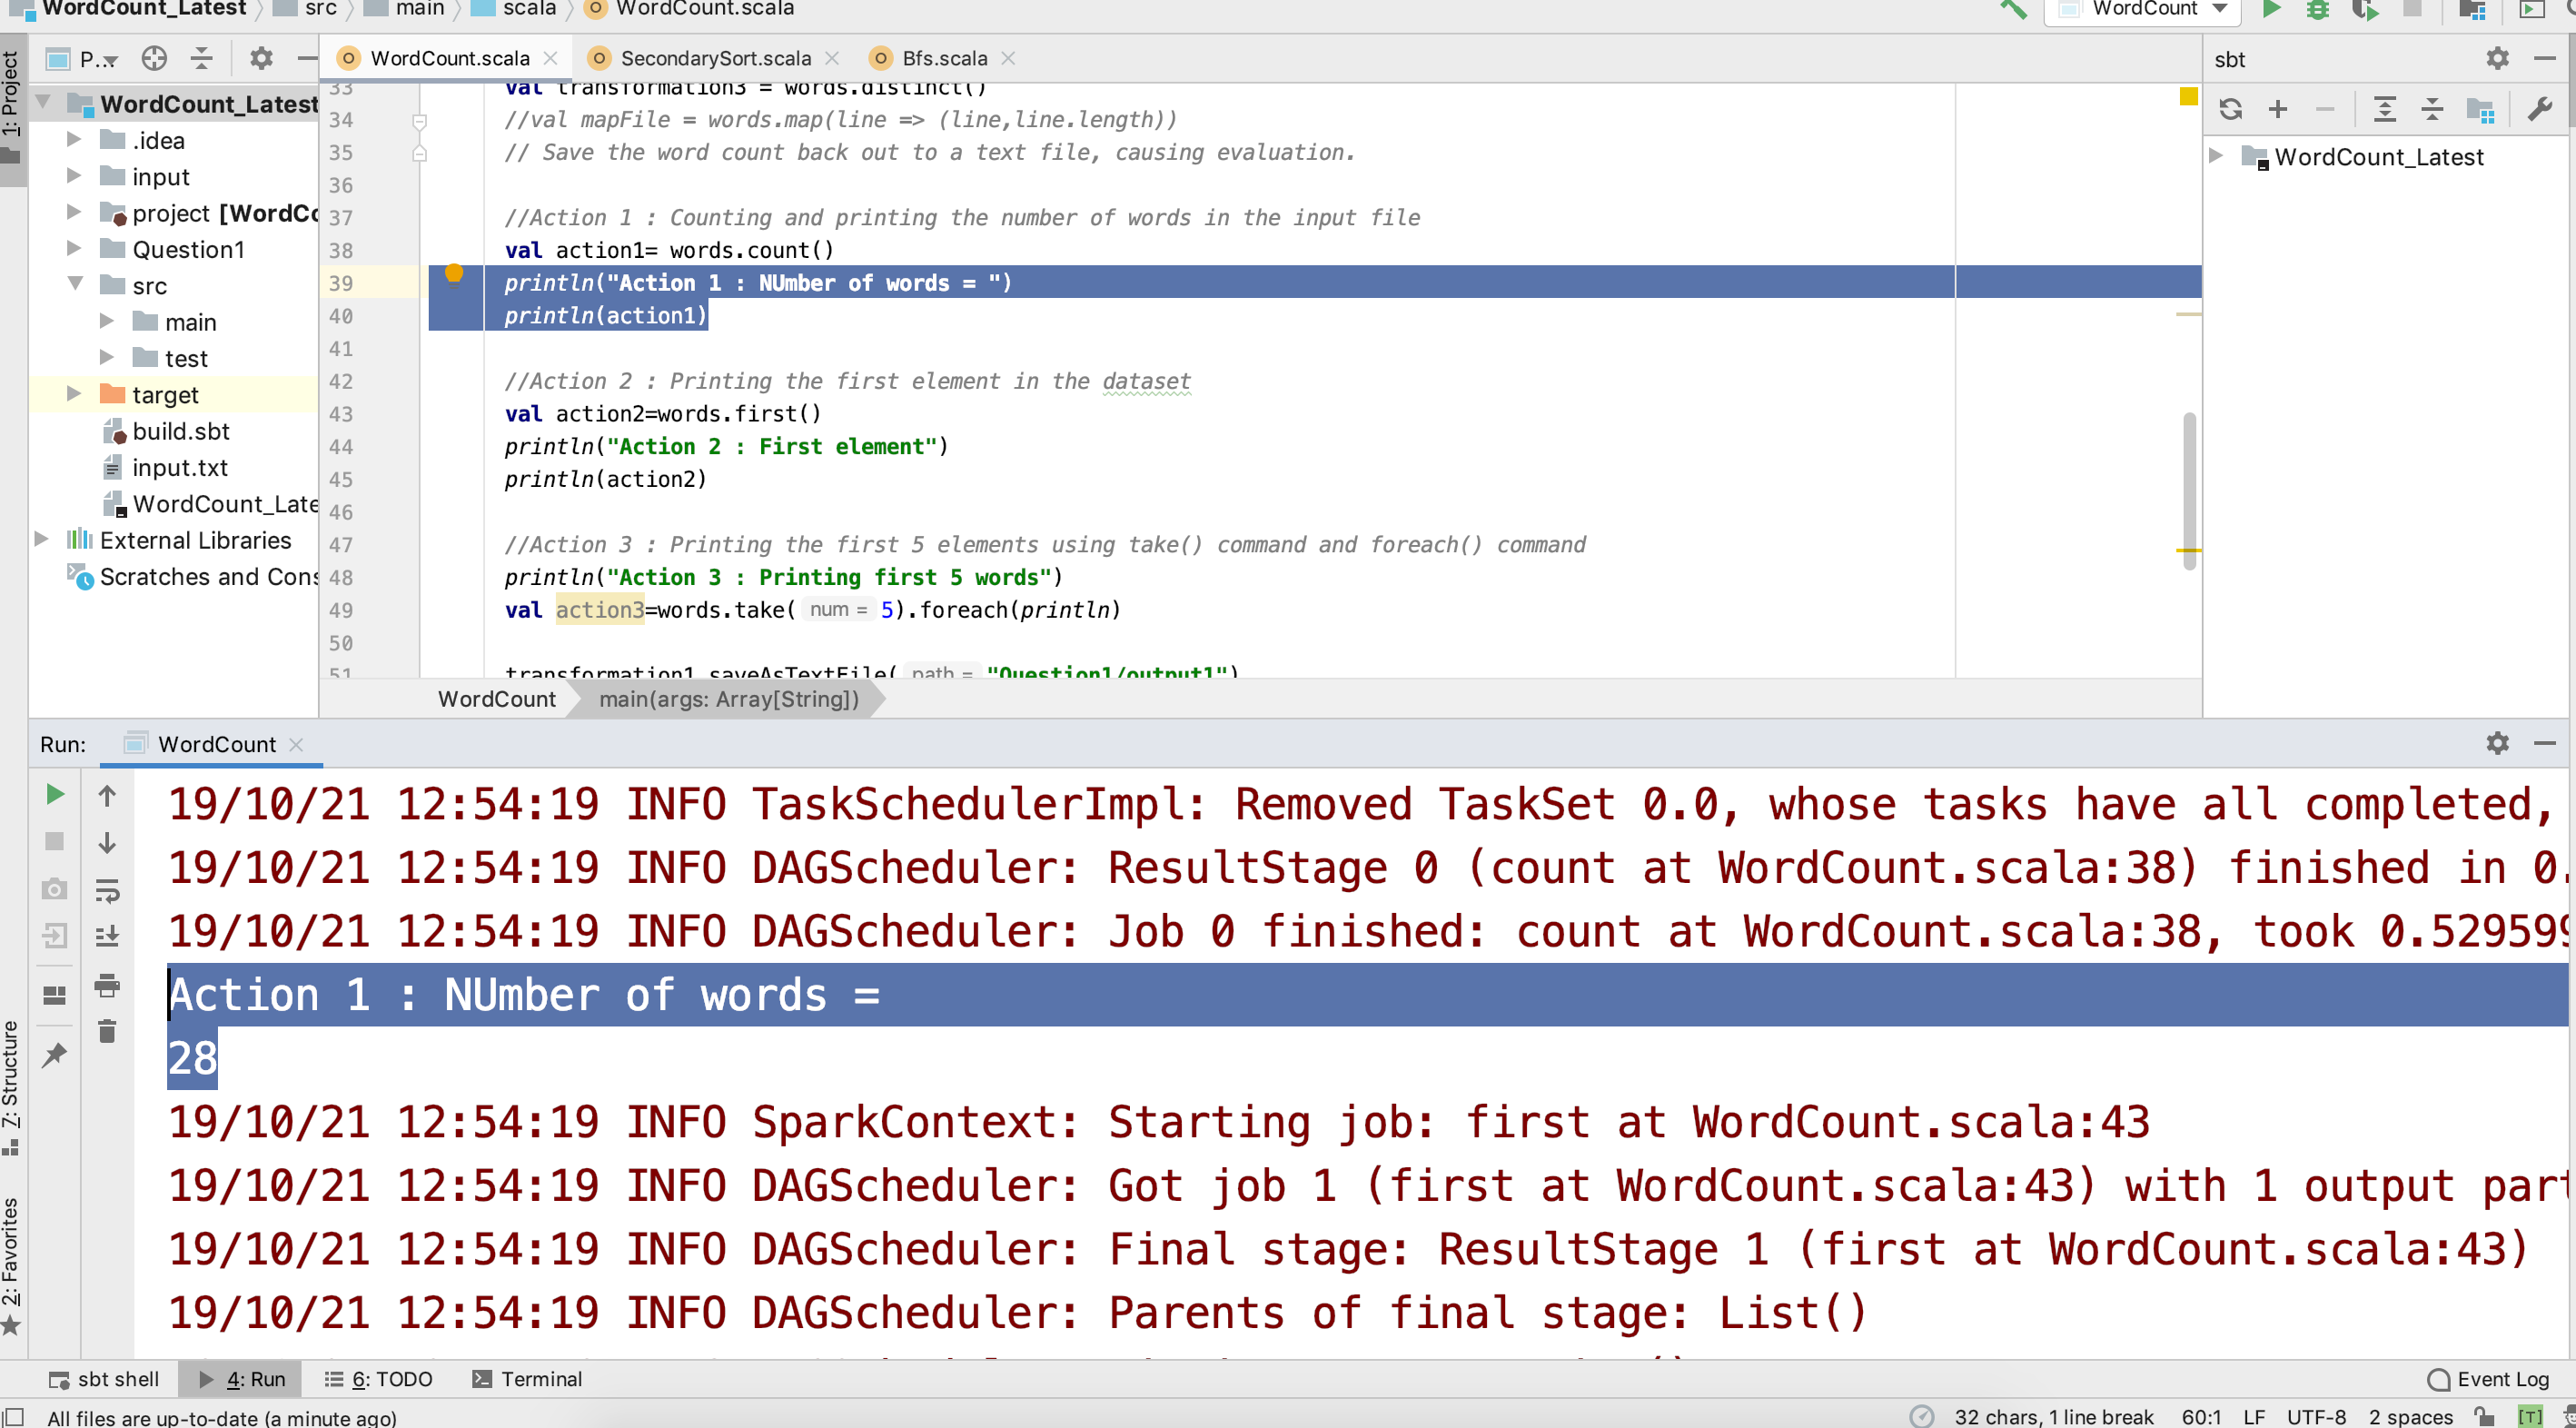 WordCount_Latest src main scala WordCount.scala WordCount
1: Project P... WordCount.scala SecondarySort.scala Bfs.scala sbt
WordCount_Latest
.idea
input
project [WordCo
Question1
src
main
test
target
build.sbt
input.txt
WordCount_Late
External Libraries
Scratches and Cons
33 val transformation3 = words.distinct()
34 //val mapFile = words.map(line => (line,line.length))
35 // Save the word count back out to a text file, causing evaluation.
36
37 //Action 1 : Counting and printing the number of words in the input file
38 val action1= words.count()
39 println("Action 1 : NUmber of words = ")
40 println(action1)
41
42 //Action 2 : Printing the first element in the dataset
43 val action2=words.first()
44 println("Action 2 : First element")
45 println(action2)
46
47 //Action 3 : Printing the first 5 elements using take() command and foreach() command
48 println("Action 3 : Printing first 5 words")
49 val action3=words.take( num = 5).foreach(println)
50
51 transformation1.saveAsTextFile( path = "Question1/output1")
WordCount main(args: Array[String])
WordCount_Latest
Run: WordCount
19/10/21 12:54:19 INFO TaskSchedulerImpl: Removed TaskSet 0.0, whose tasks have all completed,
19/10/21 12:54:19 INFO DAGScheduler: ResultStage 0 (count at WordCount.scala:38) finished in 0.
19/10/21 12:54:19 INFO DAGScheduler: Job 0 finished: count at WordCount.scala:38, took 0.529599
Action 1 : NUmber of words =
28
19/10/21 12:54:19 INFO SparkContext: Starting job: first at WordCount.scala:43
19/10/21 12:54:19 INFO DAGScheduler: Got job 1 (first at WordCount.scala:43) with 1 output part
19/10/21 12:54:19 INFO DAGScheduler: Final stage: ResultStage 1 (first at WordCount.scala:43)
19/10/21 12:54:19 INFO DAGScheduler: Parents of final stage: List()
7: Structure
2: Favorites
sbt shell 4: Run 6: TODO Terminal Event Log
All files are up-to-date (a minute ago) 32 chars, 1 line break 60:1 LF UTF-8 2 spaces [T]